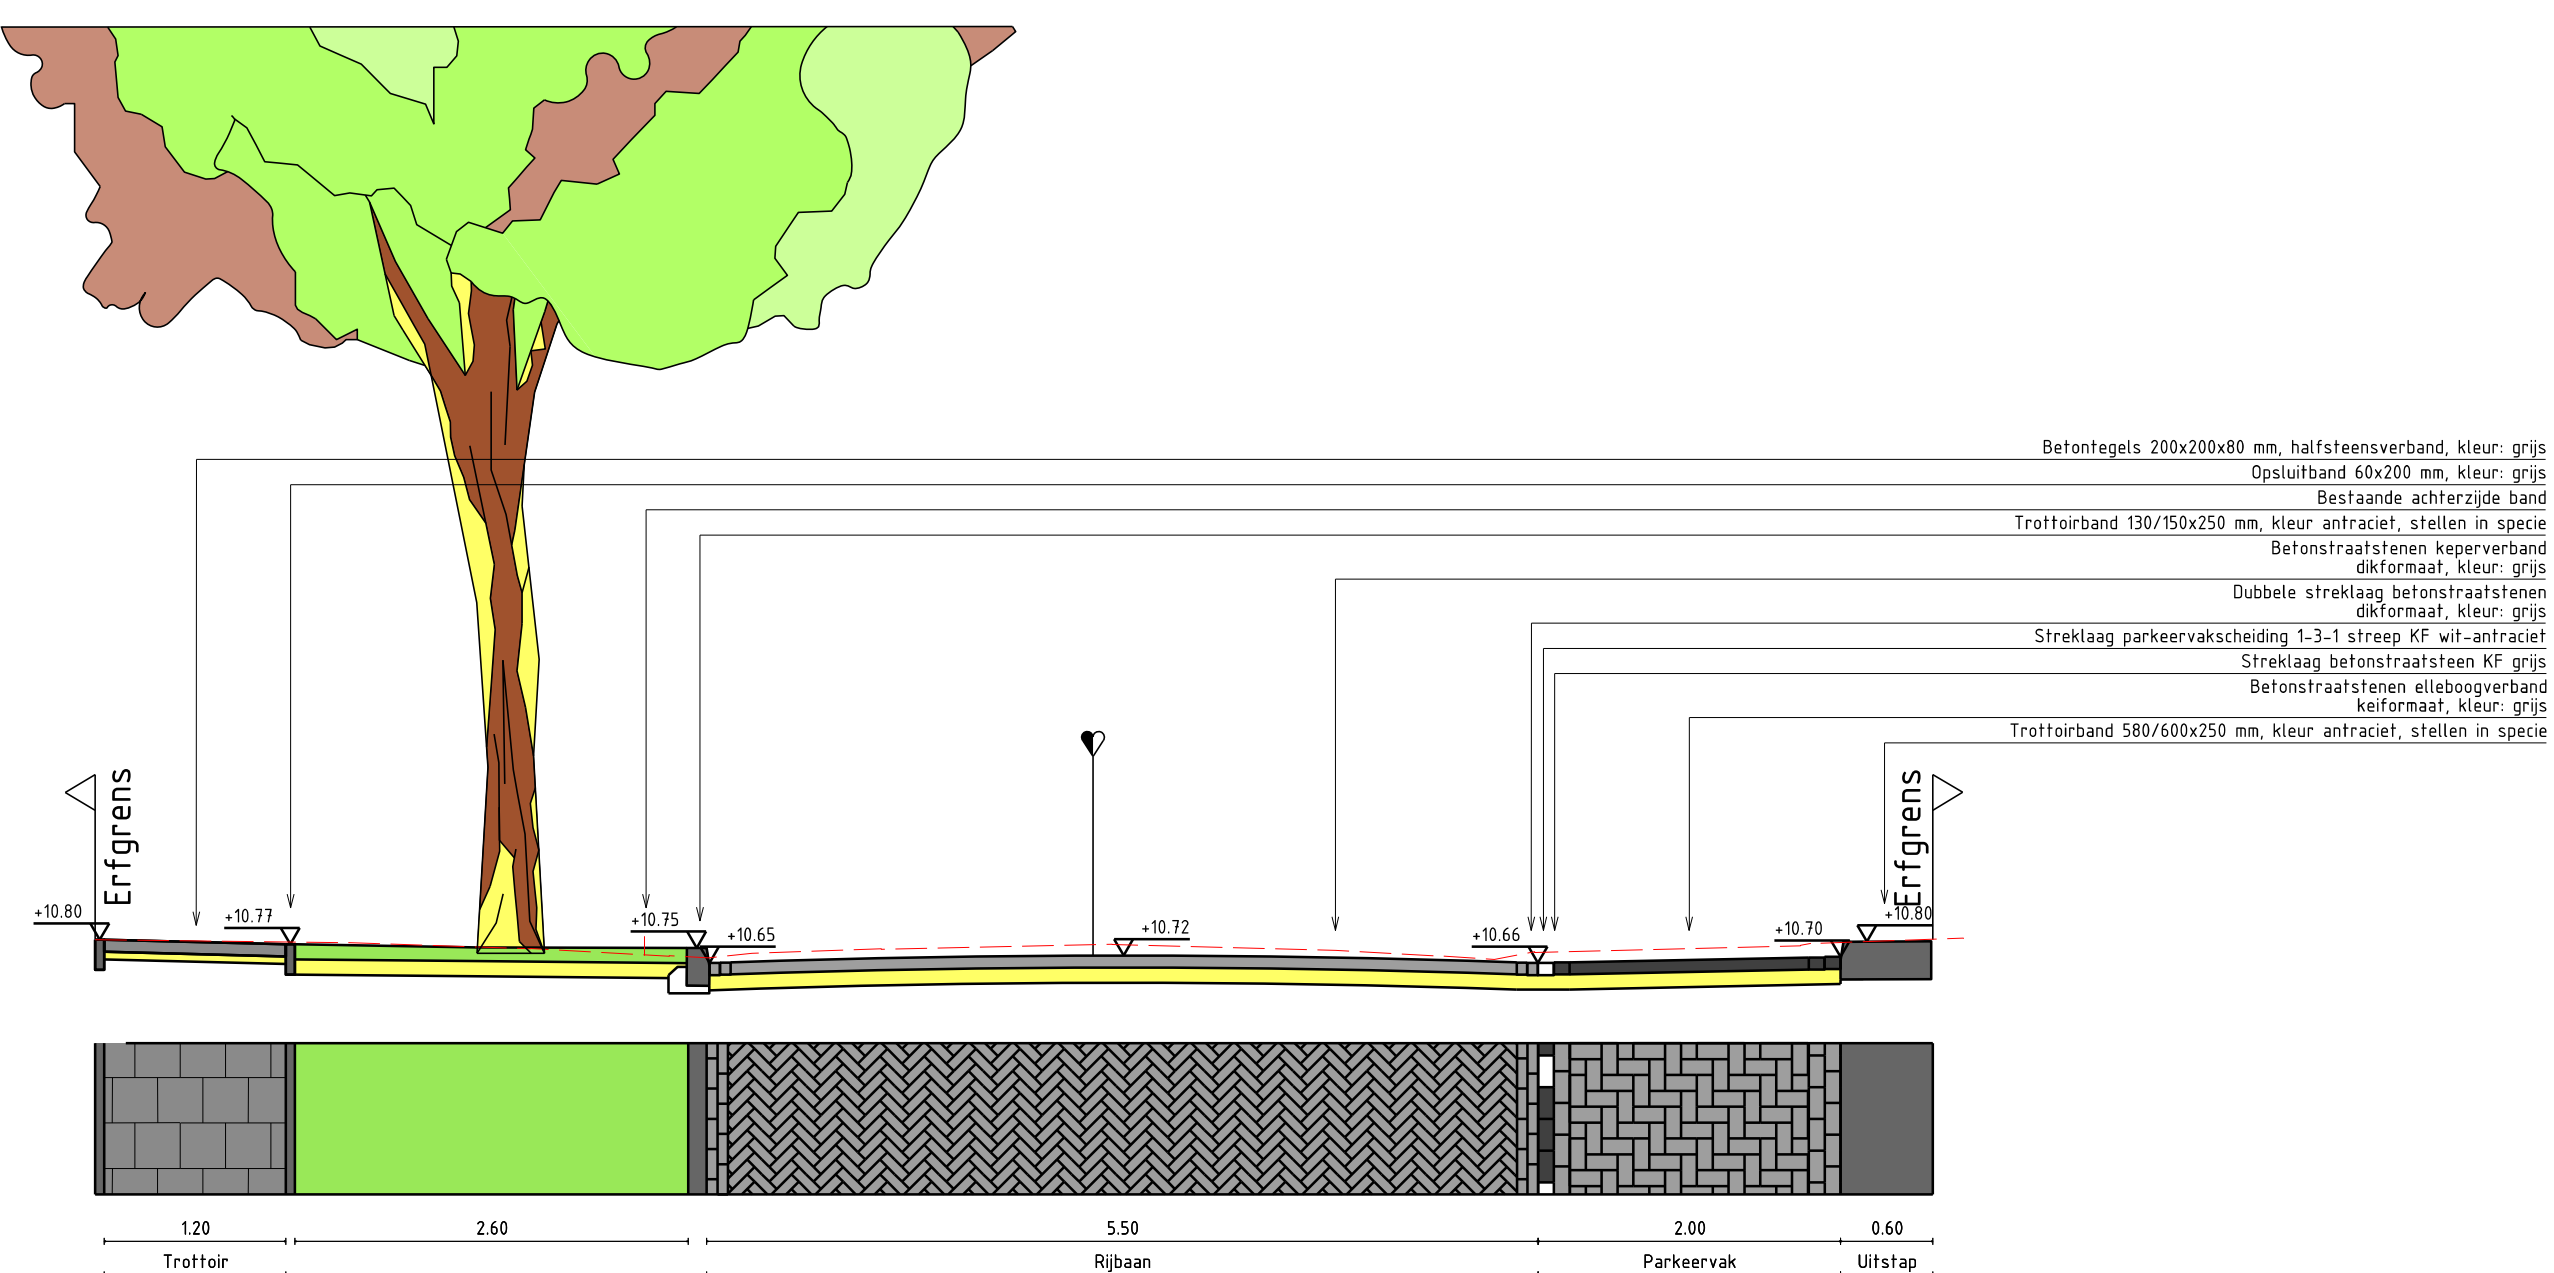 Betontegels 200x200x80 mm, halfsteensverband, kleur: grijs
Opsluitband 60x200 mm, kleur: grijs
Bestaande achterzijde band
Trottoirband 130/150x250 mm, kleur antraciet, stellen in specie
Betonstraatstenen keperverband
dikformaat, kleur: grijs
Dubbele streklaag betonstraatstenen
dikformaat, kleur: grijs
Streklaag parkeervakscheiding 1-3-1 streep KF wit-antraciet
Streklaag betonstraatsteen KF grijs
Betonstraatstenen elleboogverband
keiformaat, kleur: grijs
Trottoirband 580/600x250 mm, kleur antraciet, stellen in specie
Erfgrens
Erfgrens
+10.80
+10.77
+10.75
+10.65
+10.72
+10.66
+10.70
+10.80
1.20
2.60
5.50
2.00
0.60
Trottoir
Rijbaan
Parkeervak
Uitstap